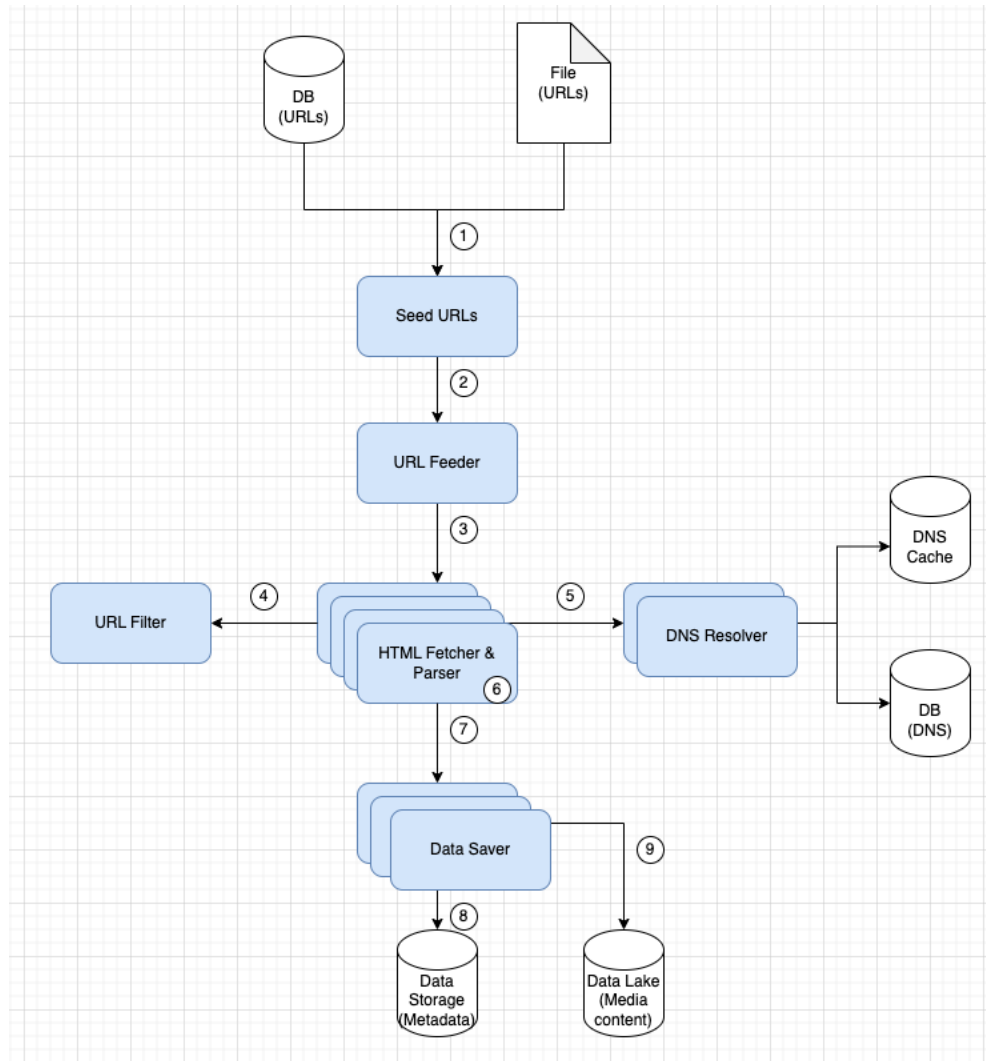 DB
(URLs)
File
(URLs)
1
Seed URLs
2
URL Feeder
3
DNS
Cache
URL Filter
4
5
DNS Resolver
HTML Fetcher &
Parser
6
DB
(DNS)
7
Data Saver
9
8
Data
Storage
(Metadata)
Data Lake
(Media
content)